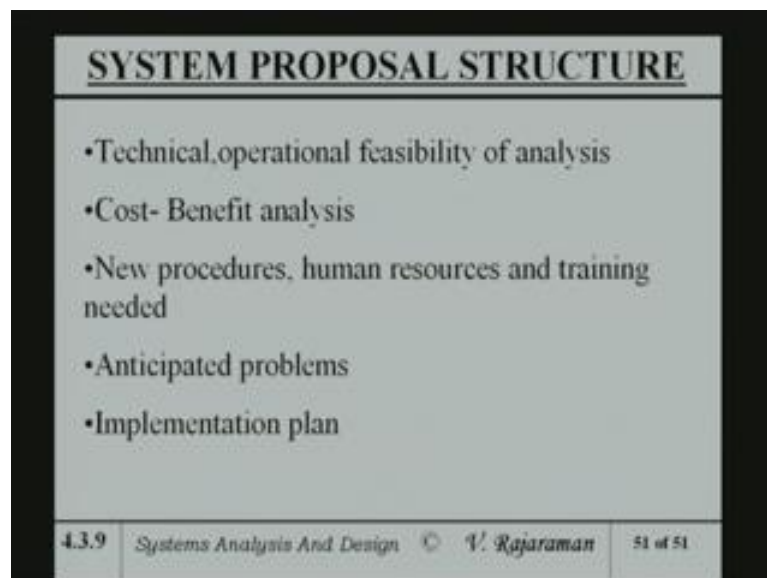 SYSTEM PROPOSAL STRUCTURE
•Technical,operational feasibility of analysis
•Cost- Benefit analysis
•New procedures, human resources and training
needed
•Anticipated problems
•Implementation plan
4.3.9 Systems Analysis And Design © V. Rajaraman 51 of 51